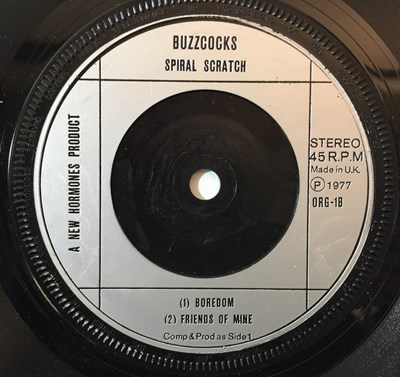 BUZZCOCKS
SPIRAL SCRATCH
A NEW HORMONES PRODUCT
STEREO
45 R.P.M
Made in U.K.
Ⓟ 1977
ORG-1B
(1) BOREDOM
(2) FRIENDS OF MINE
Comp & Prod as Side 1